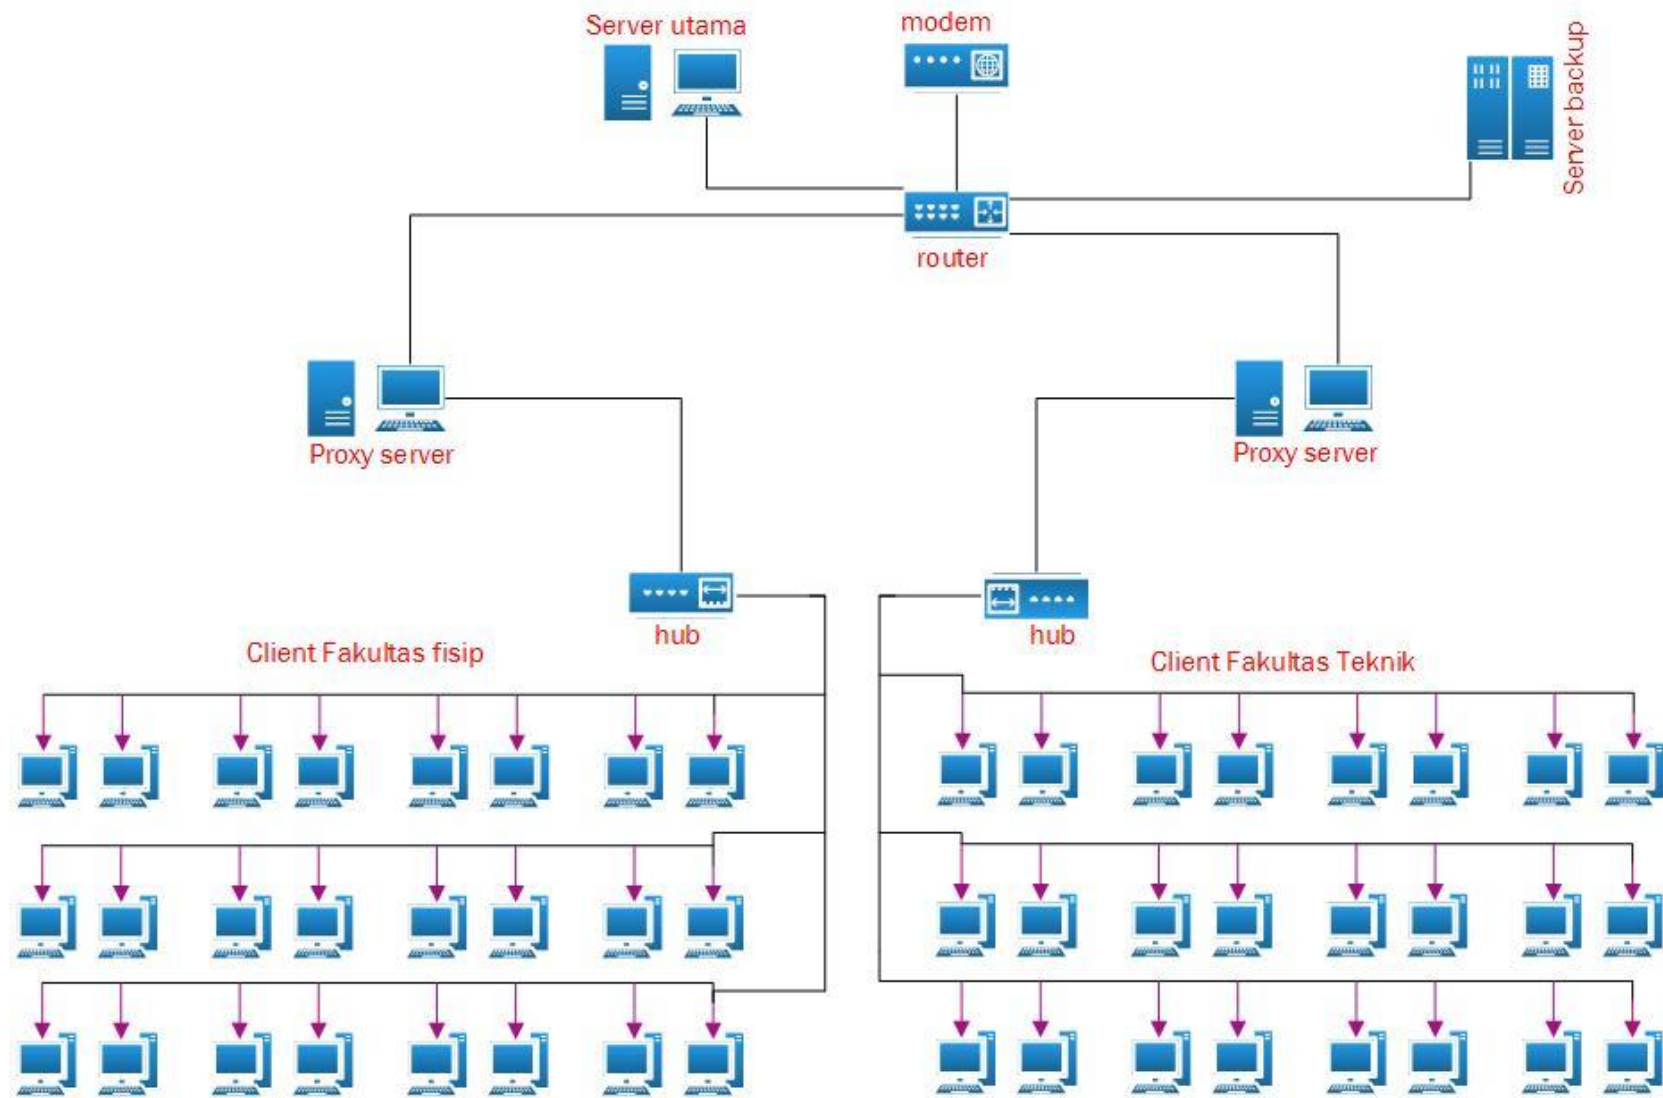 Server utama
modem
Server backup
router
Proxy server
Proxy server
hub
hub
Client Fakultas fisip
Client Fakultas Teknik